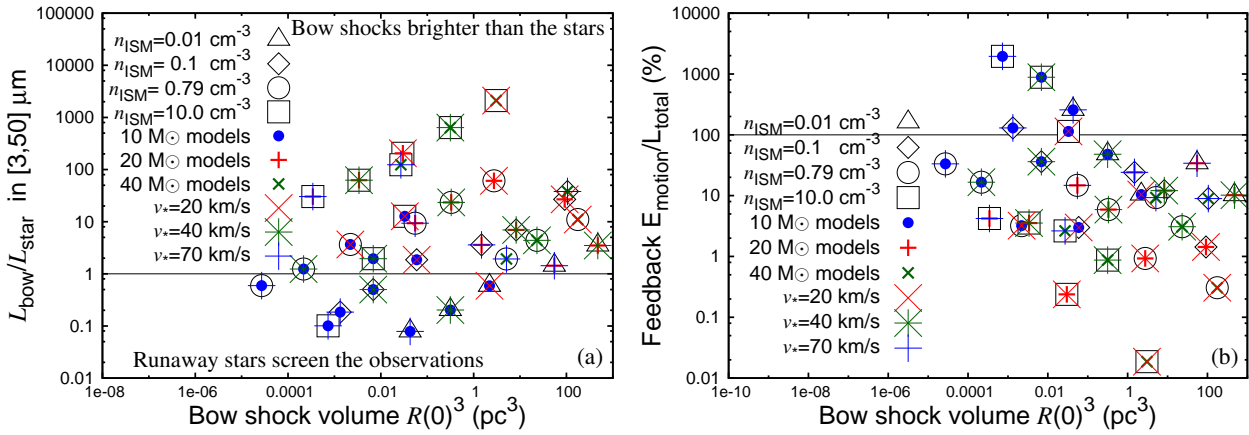 100000
10000
1000
100
10
1
0.1
0.01
1e-08
1e-06
0.0001
0.01
1
100
L_bow/L_star in [3,50] μm
Bow shock volume R(0)^3 (pc^3)
Bow shocks brighter than the stars
n_ISM=0.01 cm^-3
n_ISM=0.1 cm^-3
n_ISM=0.79 cm^-3
n_ISM=10.0 cm^-3
10 M⊙ models
20 M⊙ models
40 M⊙ models
v_*=20 km/s
v_*=40 km/s
v_*=70 km/s
Runaway stars screen the observations
(a)
10000
1000
100
10
1
0.1
0.01
1e-10
1e-08
1e-06
0.0001
0.01
1
100
Feedback E_motion/L_total (%)
Bow shock volume R(0)^3 (pc^3)
n_ISM=0.01 cm^-3
n_ISM=0.1 cm^-3
n_ISM=0.79 cm^-3
n_ISM=10.0 cm^-3
10 M⊙ models
20 M⊙ models
40 M⊙ models
v_*=20 km/s
v_*=40 km/s
v_*=70 km/s
(b)